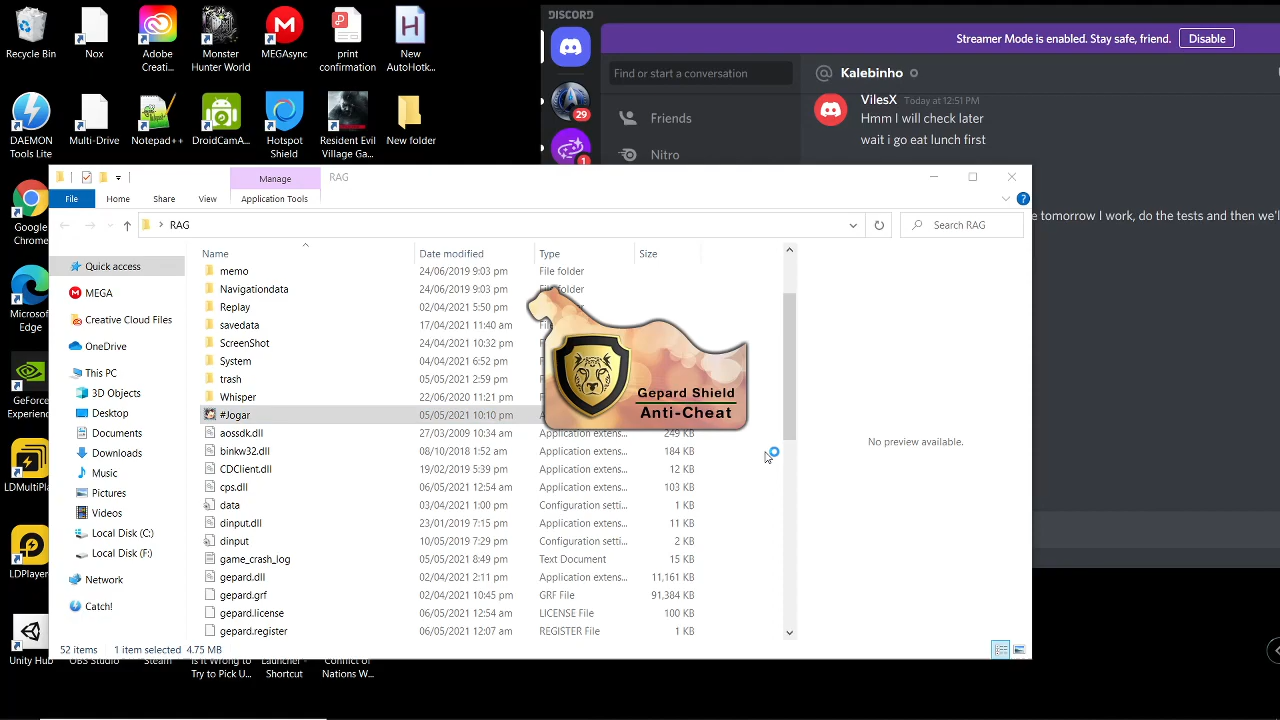 Recycle Bin
Nox
Adobe
Creati...
Monster
Hunter World
MEGAsync
print
confirmation
New
AutoHotk...
DAEMON
Tools Lite
Multi-Drive
Notepad++
DroidCamA...
Hotspot
Shield
Resident Evil
Village Ga...
New folder
Google
Chrome
Microsof
Edge
GeForce
Experienc
LDMultiPl
LDPlayer
Unity Hub
OBS Studio
Steam
Is It Wrong to
Try to Pick U...
Launcher -
Shortcut
Conflict of
Nations W...
DISCORD
Streamer Mode is enabled. Stay safe, friend.
Disable
Find or start a conversation
@ Kalebinho
29
1
Friends
Nitro
VilesX Today at 12:51 PM
Hmm I will check later
wait i go eat lunch first
e tomorrow I work, do the tests and then we'l
Manage
RAG
File
Home
Share
View
Application Tools
RAG
Search RAG
Quick access
MEGA
Creative Cloud Files
OneDrive
This PC
3D Objects
Desktop
Documents
Downloads
Music
Pictures
Videos
Local Disk (C:)
Local Disk (F:)
Network
Catch!
Name Date modified Type Size
memo 24/06/2019 9:03 pm File folder
Navigationdata 24/06/2019 9:03 pm File folder
Replay 02/04/2021 5:50 pm File folder
savedata 17/04/2021 11:40 am File
ScreenShot 24/04/2021 10:32 pm
System 04/04/2021 6:52 pm
trash 05/05/2021 2:59 pm
Whisper 22/06/2020 11:21 pm
#Jogar 05/05/2021 10:10 pm
aossdk.dll 27/03/2009 10:34 am Application extens... 249 KB
binkw32.dll 08/10/2018 1:52 am Application extens... 184 KB
CDClient.dll 19/02/2019 5:39 pm Application extens... 12 KB
cps.dll 06/05/2021 12:54 am Application extens... 103 KB
data 03/04/2021 1:00 pm Configuration setti... 1 KB
dinput.dll 23/01/2019 7:15 pm Application extens... 11 KB
dinput 10/05/2019 7:29 pm Configuration setti... 2 KB
game_crash_log 05/05/2021 8:49 pm Text Document 15 KB
gepard.dll 02/04/2021 2:11 pm Application extens... 11,161 KB
gepard.grf 02/04/2021 10:45 pm GRF File 91,384 KB
gepard.license 06/05/2021 12:54 am LICENSE File 100 KB
gepard.register 06/05/2021 12:07 am REGISTER File 1 KB
Gepard Shield
Anti-Cheat
No preview available.
52 items 1 item selected 4.75 MB